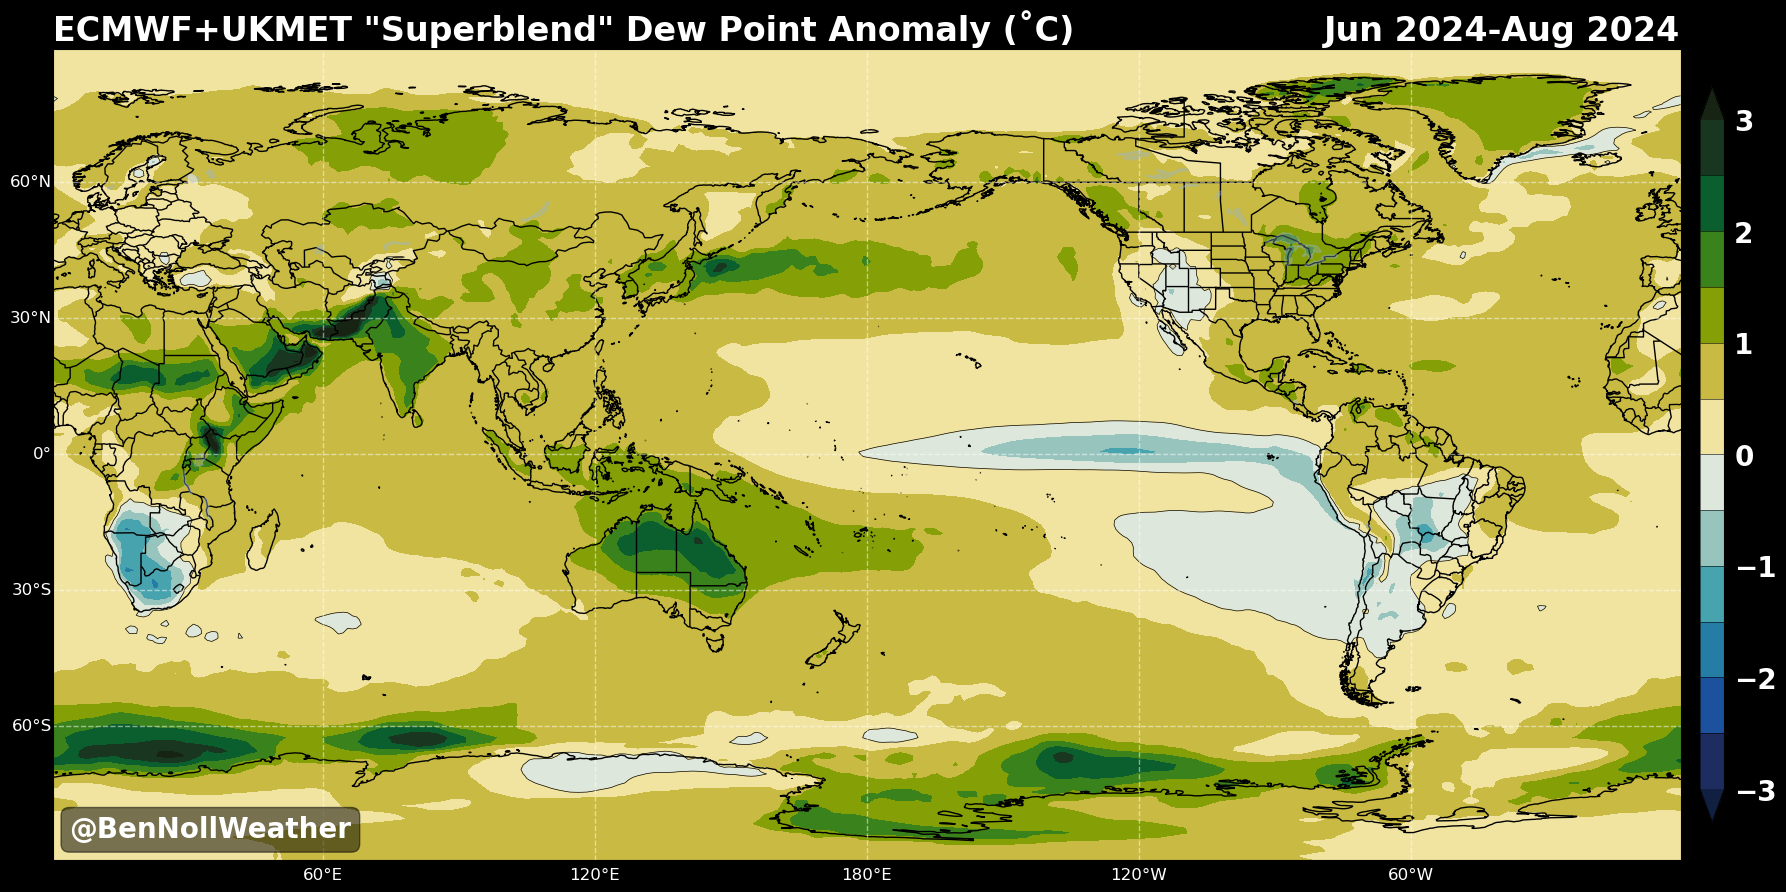 ECMWF+UKMET "Superblend" Dew Point Anomaly (˚C)
Jun 2024-Aug 2024
3
2
1
0
−1
−2
−3
60°N
30°N
0°
30°S
60°S
60°E
120°E
180°E
120°W
60°W
@BenNollWeather